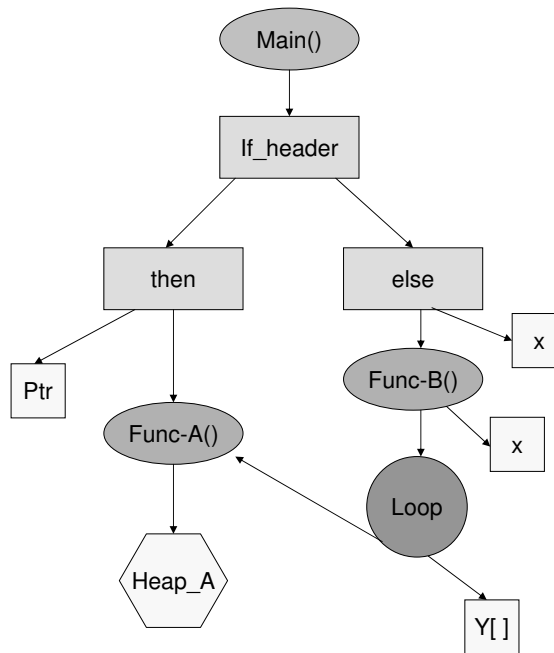 Main()
If_header
then
else
x
Ptr
Func-B()
Func-A()
x
Loop
Heap_A
Y[ ]